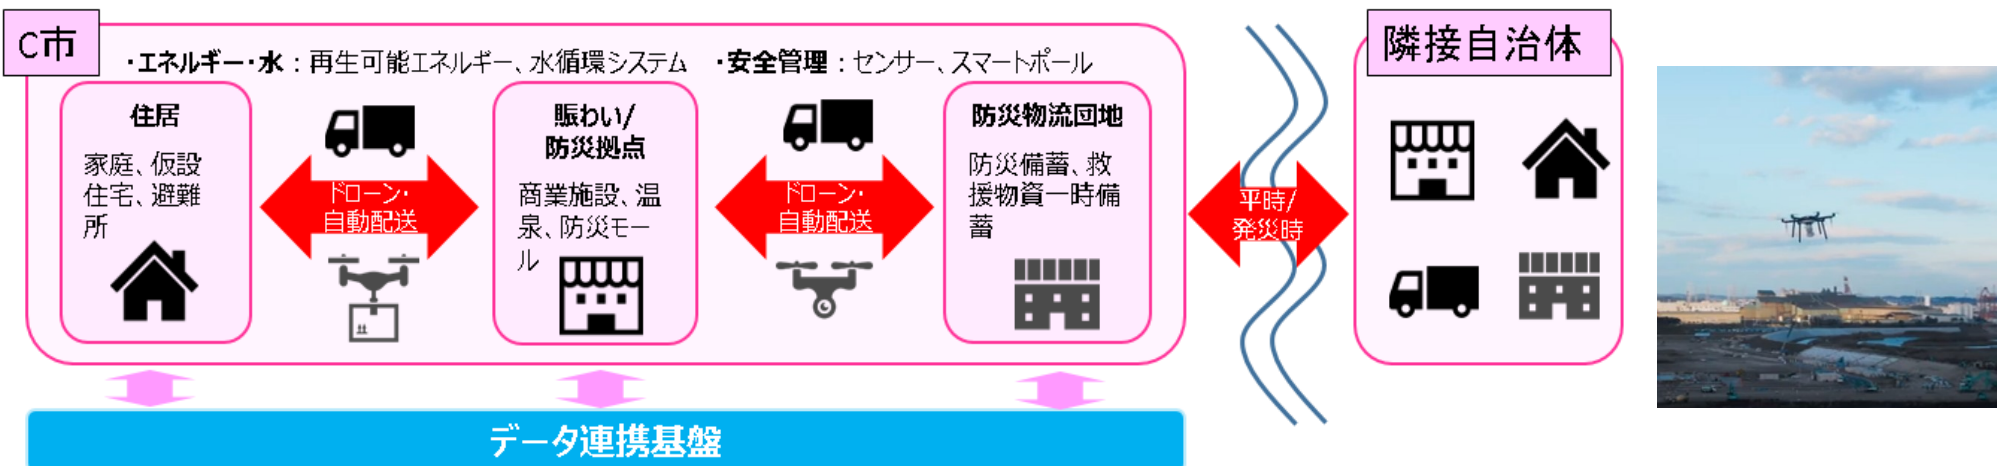 C市
・エネルギー・水：再生可能エネルギー、水循環システム　・安全管理：センサー、スマートポール
住居
家庭、仮設
住宅、避難
所
ドローン・
自動配送
賑わい/
防災拠点
商業施設、温
泉、防災モー
ル
ドローン・
自動配送
防災物流団地
防災備蓄、救
援物資一時備
蓄
平時/
発災時
隣接自治体
データ連携基盤